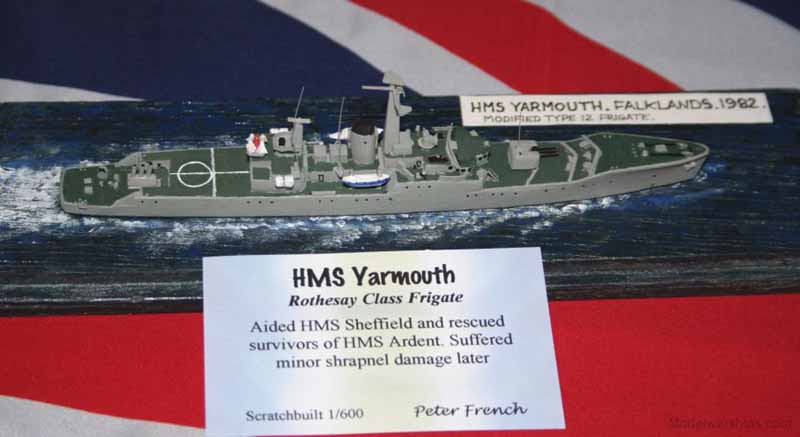 HMS YARMOUTH. FALKLANDS. 1982.
MODIFIED TYPE 12 FRIGATE.
HMS Yarmouth
Rothesay Class Frigate
Aided HMS Sheffield and rescued
survivors of HMS Ardent. Suffered
minor shrapnel damage later
Scratchbuilt 1/600 Peter French
Modelwarships.com